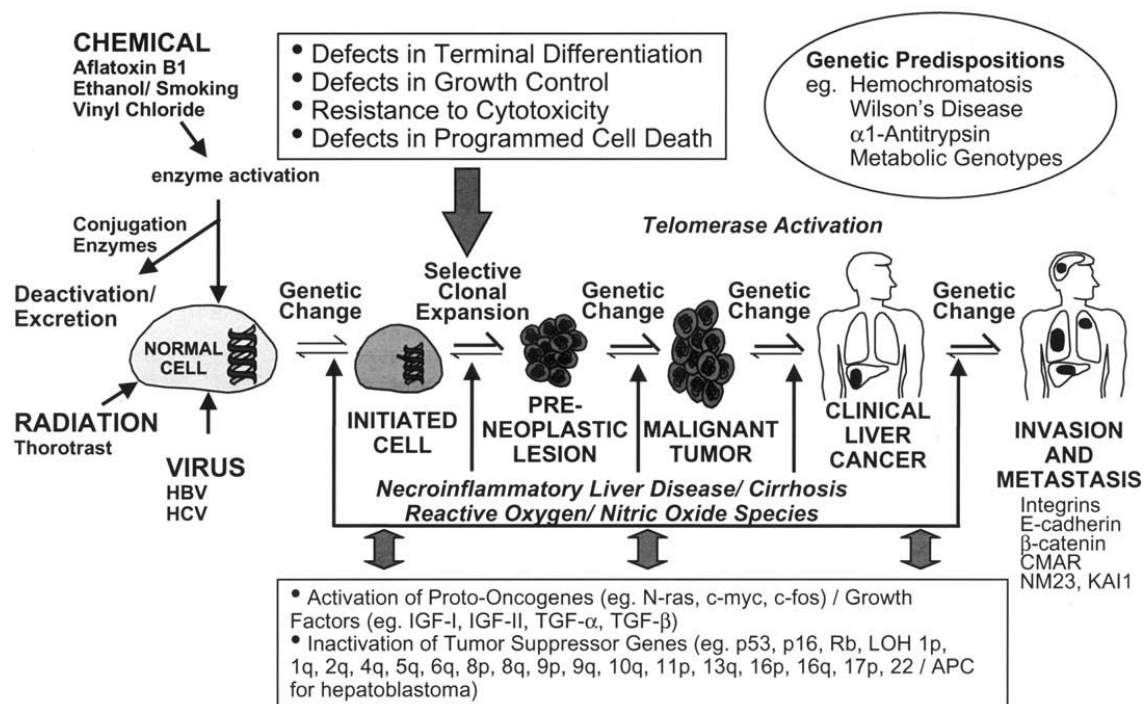 CHEMICAL
Aflatoxin B1
Ethanol/ Smoking
Vinyl Chloride
enzyme activation
Conjugation
Enzymes
Deactivation/
Excretion
NORMAL
CELL
RADIATION
Thorotrast
VIRUS
HBV
HCV
• Defects in Terminal Differentiation
• Defects in Growth Control
• Resistance to Cytotoxicity
• Defects in Programmed Cell Death
Genetic Predispositions
eg. Hemochromatosis
Wilson's Disease
α1-Antitrypsin
Metabolic Genotypes
Telomerase Activation
Genetic
Change
Selective
Clonal
Expansion
Genetic
Change
Genetic
Change
Genetic
Change
INITIATED
CELL
PRE-
NEOPLASTIC
LESION
MALIGNANT
TUMOR
CLINICAL
LIVER
CANCER
INVASION
AND
METASTASIS
Integrins
E-cadherin
β-catenin
CMAR
NM23, KAI1
Necroinflammatory Liver Disease/ Cirrhosis
Reactive Oxygen/ Nitric Oxide Species
• Activation of Proto-Oncogenes (eg. N-ras, c-myc, c-fos) / Growth
Factors (eg. IGF-I, IGF-II, TGF-α, TGF-β)
• Inactivation of Tumor Suppressor Genes (eg. p53, p16, Rb, LOH 1p,
1q, 2q, 4q, 5q, 6q, 8p, 8q, 9p, 9q, 10q, 11p, 13q, 16p, 16q, 17p, 22 / APC
for hepatoblastoma)